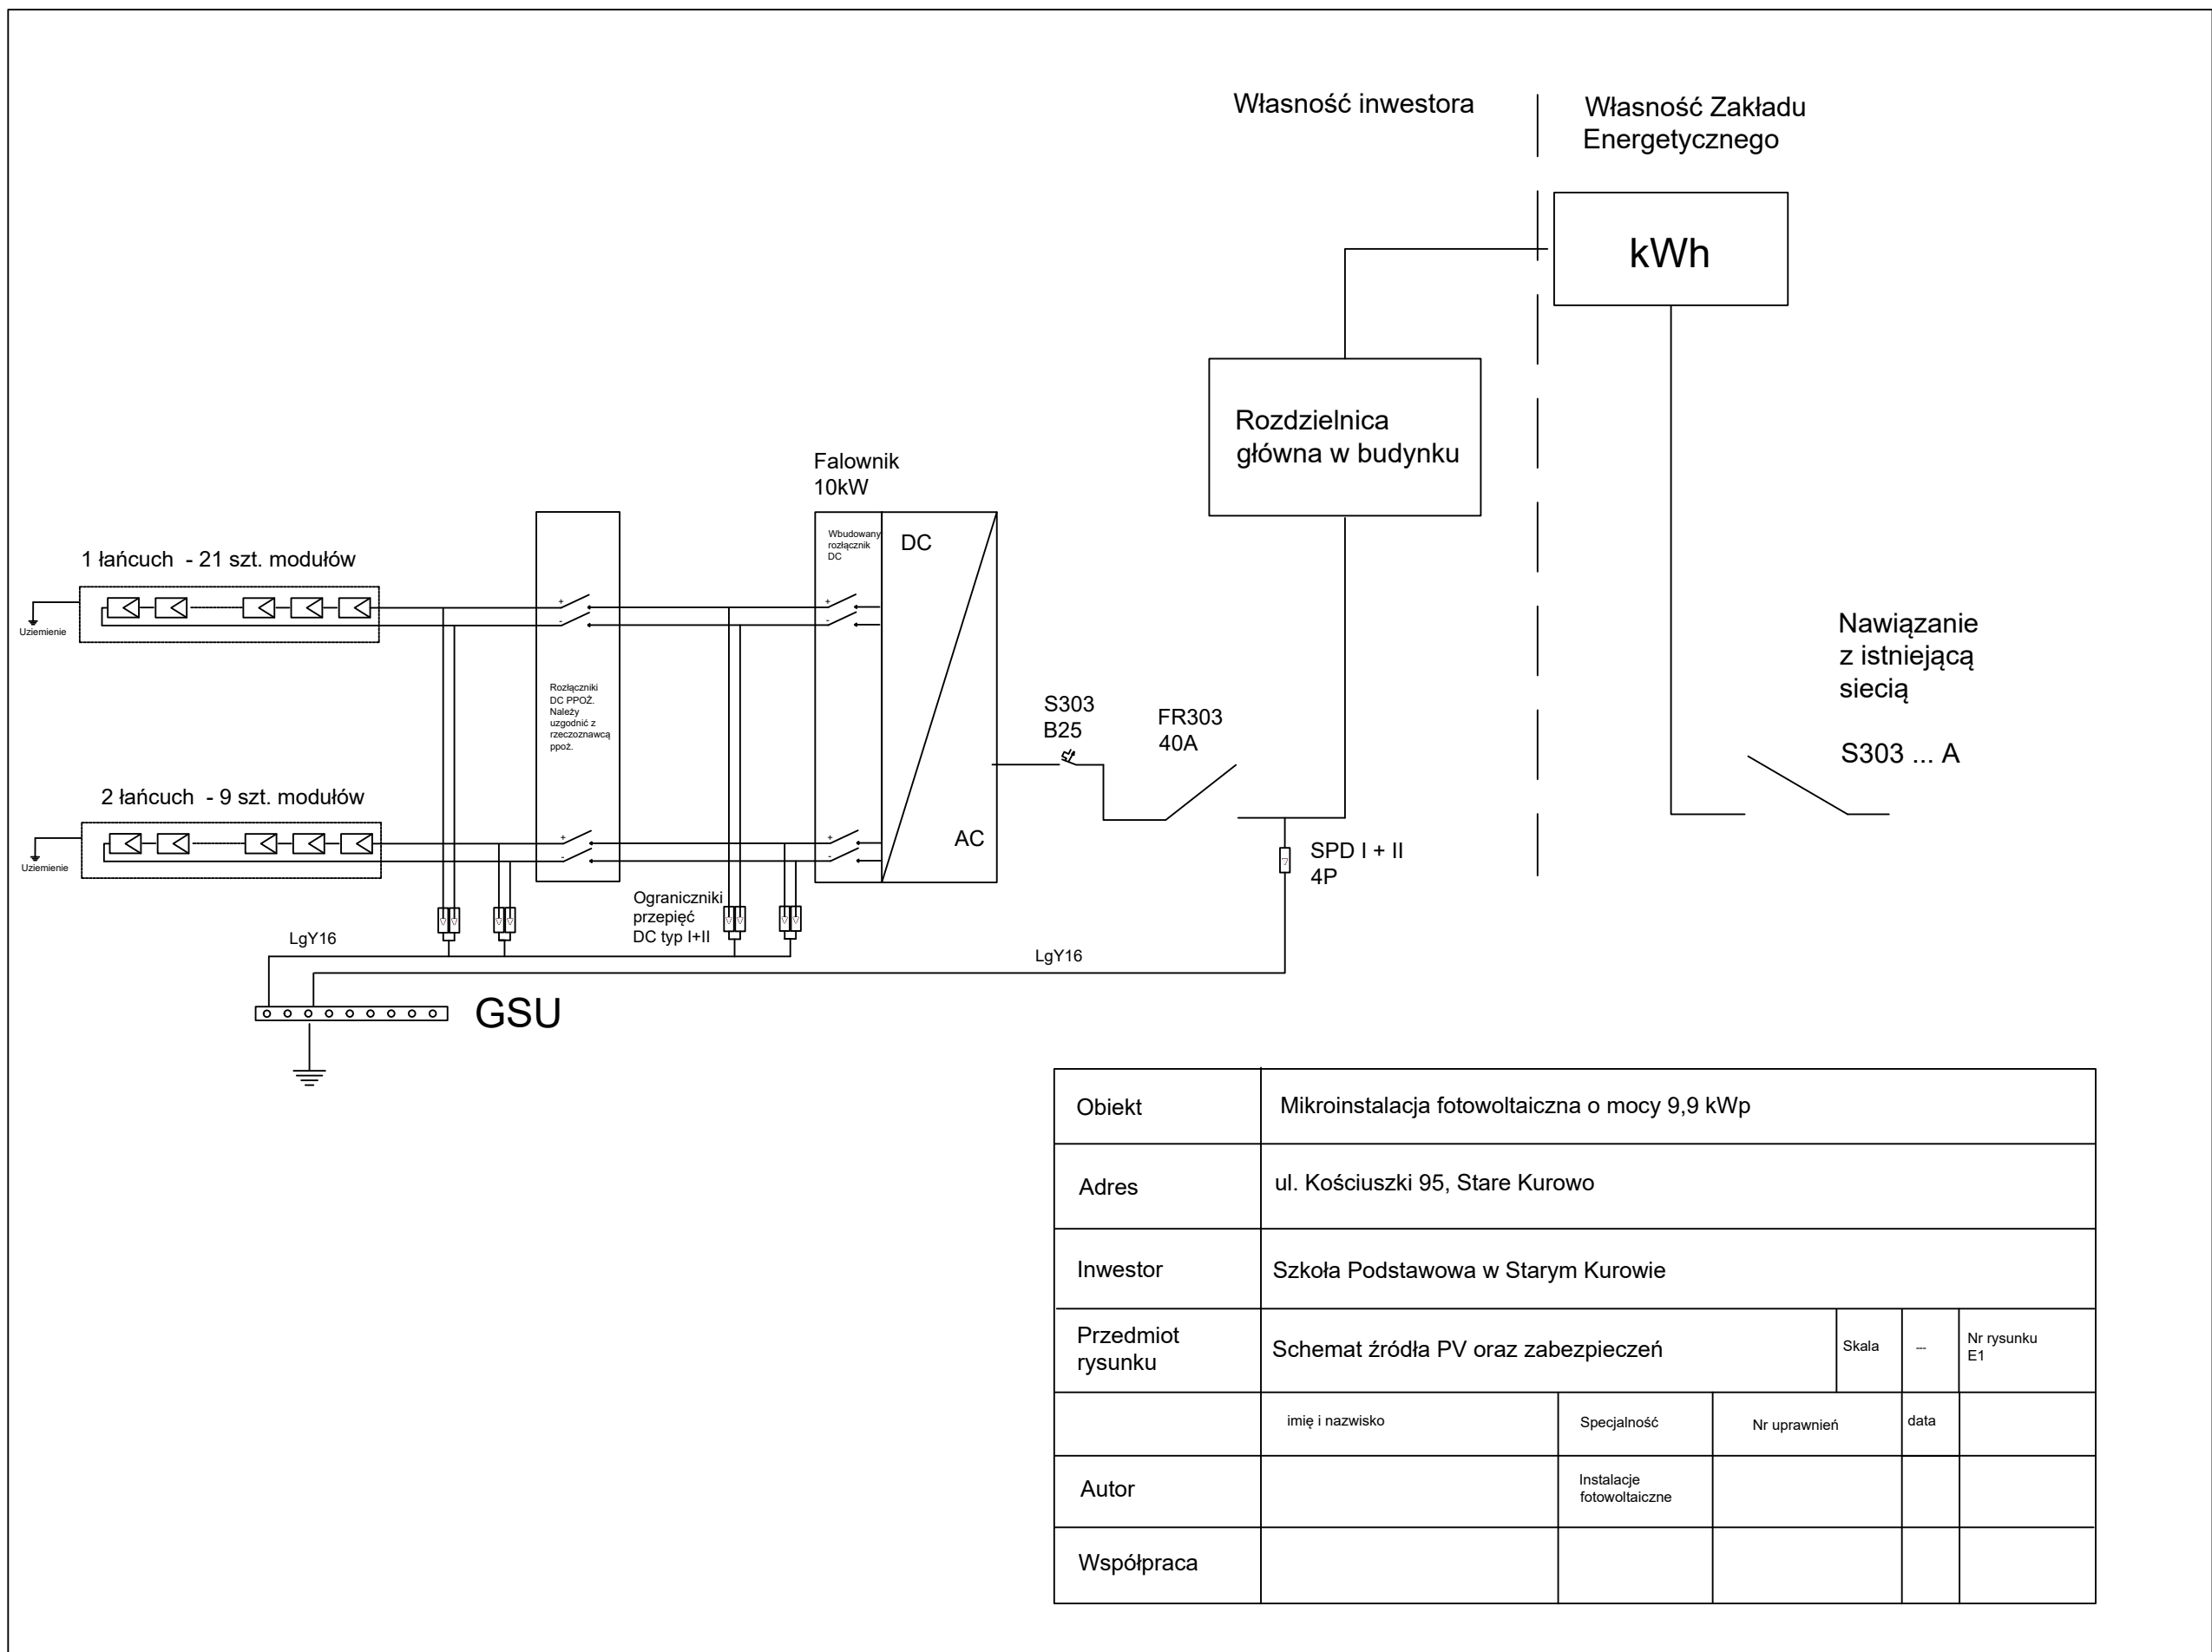 Własność inwestora
Własność Zakładu
Energetycznego
kWh
Rozdzielnica
główna w budynku
Falownik
10kW
Wbudowany
rozłącznik
DC
DC
AC
1 łańcuch - 21 szt. modułów
Uziemienie
+
-
+
-
Rozłączniki
DC PPOŻ.
Należy
uzgodnić z
rzeczoznawcą
ppoż.
2 łańcuch - 9 szt. modułów
Uziemienie
+
-
+
-
S303
B25
FR303
40A
Nawiązanie
z istniejącą
siecią
S303 ... A
SPD I + II
4P
Ograniczniki
przepięć
DC typ I+II
LgY16
LgY16
GSU
Obiekt
Mikroinstalacja fotowoltaiczna o mocy 9,9 kWp
Adres
ul. Kościuszki 95, Stare Kurowo
Inwestor
Szkoła Podstawowa w Starym Kurowie
Przedmiot
rysunku
Schemat źródła PV oraz zabezpieczeń
Skala
---
Nr rysunku
E1
imię i nazwisko
Specjalność
Nr uprawnień
data
Autor
Instalacje
fotowoltaiczne
Współpraca